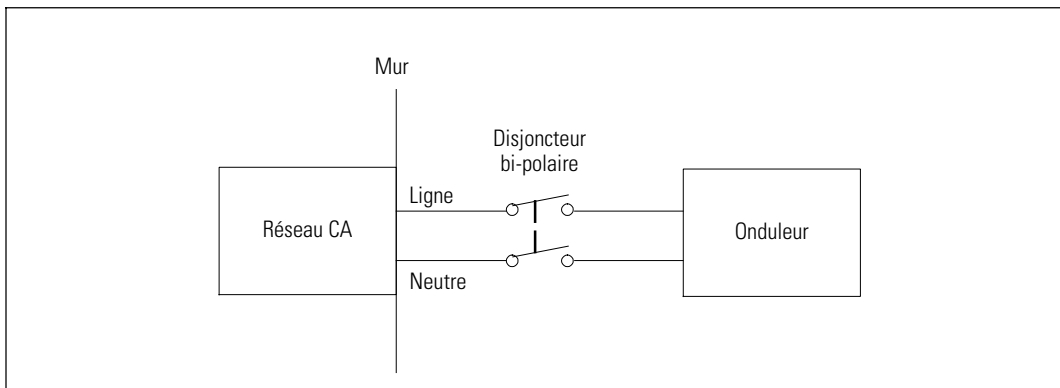 Mur
Disjoncteur
bi-polaire
Ligne
Réseau CA
Onduleur
Neutre